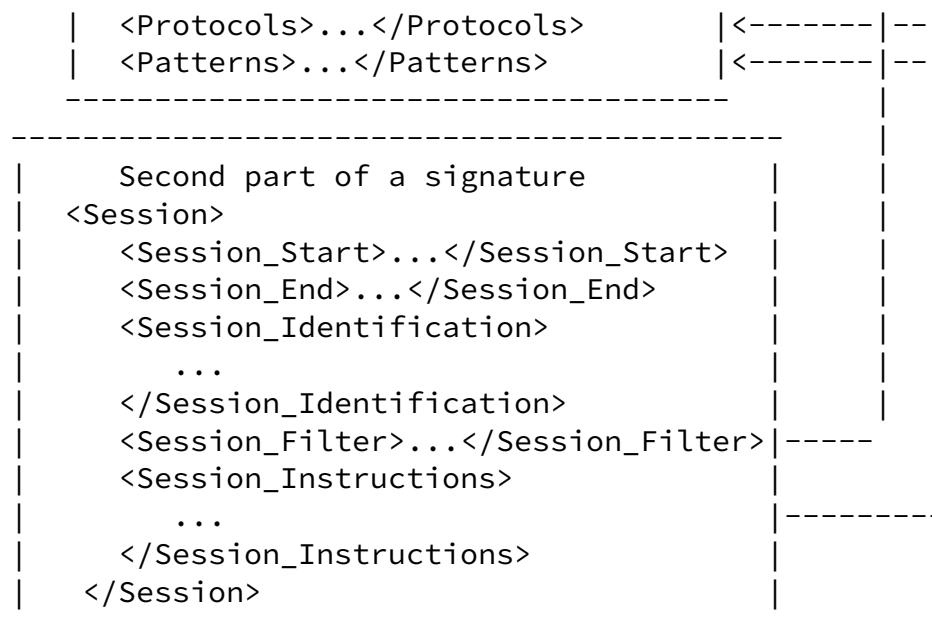 |  <Protocols>...</Protocols>       |<-------|--
   |  <Patterns>...</Patterns>         |<-------|--
   -------------------------------------        |
-------------------------------------------     |
|     Second part of a signature          |     |
|  <Session>                              |     |
|     <Session_Start>...</Session_Start>  |     |
|     <Session_End>...</Session_End>      |     |
|     <Session_Identification>            |     |
|        ...                              |     |
|     </Session_Identification>           |     |
|     <Session_Filter>...</Session_Filter>|-----
|     <Session_Instructions>              |
|        ...                              |---------
|     </Session_Instructions>             |
|   </Session>                            |